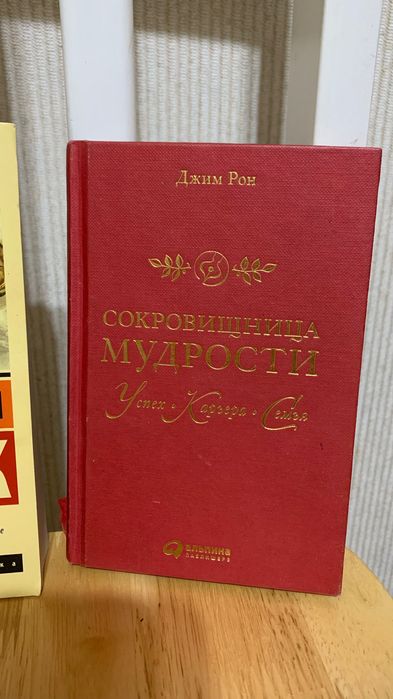 Джим Рон
СОКРОВИЩНИЦА
МУДРОСТИ
Успех • Карьера • Семья
альпина
ПАБЛИШЕР